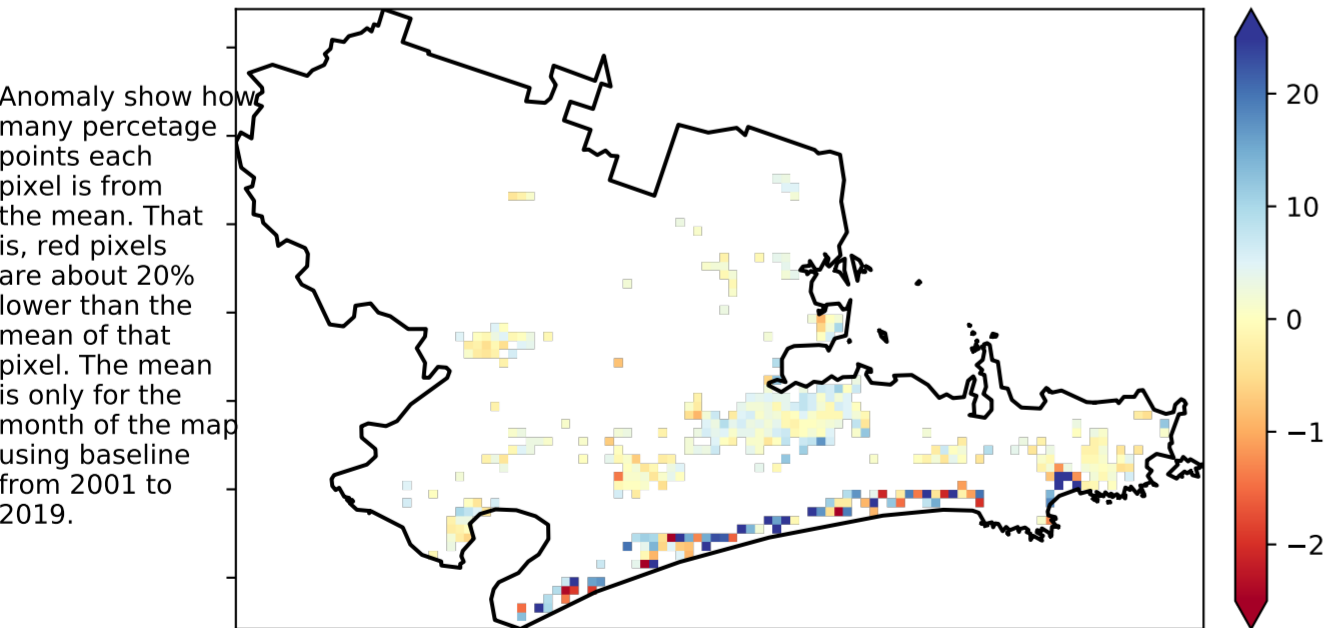 Anomaly show how
many percetage
points each
pixel is from
the mean. That
is, red pixels
are about 20%
lower than the
mean of that
pixel. The mean
is only for the
month of the map
using baseline
from 2001 to
2019.
20
10
0
−1
−2